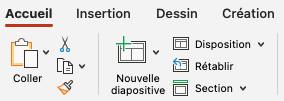 Accueil Insertion Dessin Création
Disposition
Rétablir
Coller Nouvelle
diapositive Section